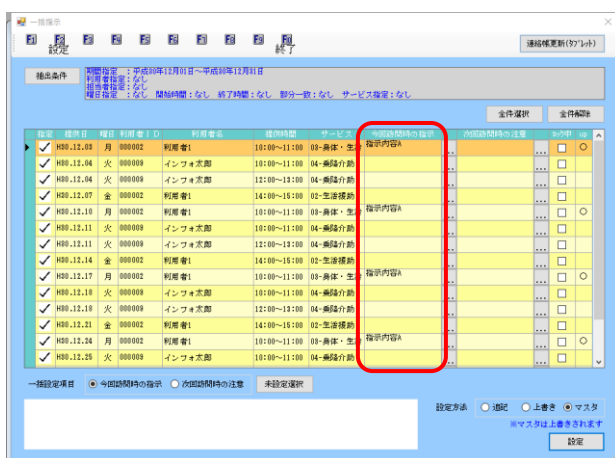 一括指示
F1 F2 F3 F4 F5 F6 F7 F8 F9 F10
設定 終了
連絡帳更新(ﾀﾌﾞﾚｯﾄ)
抽出条件
期間指定 :平成30年12月01日～平成30年12月31日
利用者指定:なし
担当者指定:なし
曜日指定 :なし 開始時間:なし 終了時間:なし 部分一致:なし サービス指定:なし
全件選択 全件解除
指定 提供日 曜日 利用者ID 利用者名 提供時間 サービス 今回訪問時の指示 次回訪問時の注意 ﾛｯｸ中 up
H30.12.03 月 000002 利用者1 10:00～11:00 03-身体・生活 指示内容A ... ... ○
H30.12.04 火 000009 インフォ太郎 10:00～11:00 04-乗降介助 ... ...
H30.12.04 火 000009 インフォ太郎 12:00～13:00 04-乗降介助 ... ...
H30.12.07 金 000002 利用者1 14:00～15:00 02-生活援助 ... ...
H30.12.10 月 000002 利用者1 10:00～11:00 03-身体・生活 指示内容A ... ... ○
H30.12.11 火 000009 インフォ太郎 10:00～11:00 04-乗降介助 ... ...
H30.12.11 火 000009 インフォ太郎 12:00～13:00 04-乗降介助 ... ...
H30.12.14 金 000002 利用者1 14:00～15:00 02-生活援助 ... ...
H30.12.17 月 000002 利用者1 10:00～11:00 03-身体・生活 指示内容A ... ... ○
H30.12.18 火 000009 インフォ太郎 10:00～11:00 04-乗降介助 ... ...
H30.12.18 火 000009 インフォ太郎 12:00～13:00 04-乗降介助 ... ...
H30.12.21 金 000002 利用者1 14:00～15:00 02-生活援助 ... ...
H30.12.24 月 000002 利用者1 10:00～11:00 03-身体・生活 指示内容A ... ... ○
H30.12.25 火 000009 インフォ太郎 10:00～11:00 04-乗降介助 ... ...
一括設定項目 今回訪問時の指示 次回訪問時の注意 未設定選択
設定方法 追記 上書き マスタ
※マスタは上書きされます
設定